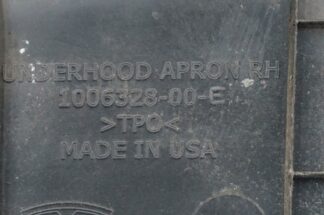 UNDERHOOD APRON RH
1006328-00-E
>TPO<
MADE IN USA